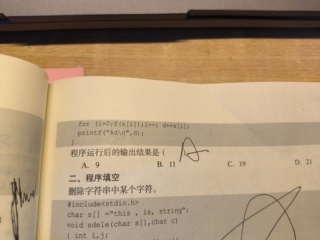 for (i=0;f(s[i]);i++) d+=s[i];
printf("%d\n",d);
}
程序运行后的输出结果是( A
A. 9 B. 11 C. 19 D. 21
二、程序填空
删除字符串中某个字符。
#include<stdio.h>
char s[] ="this , is, string";
void sdele(char s[],char c)
{ int i,j;